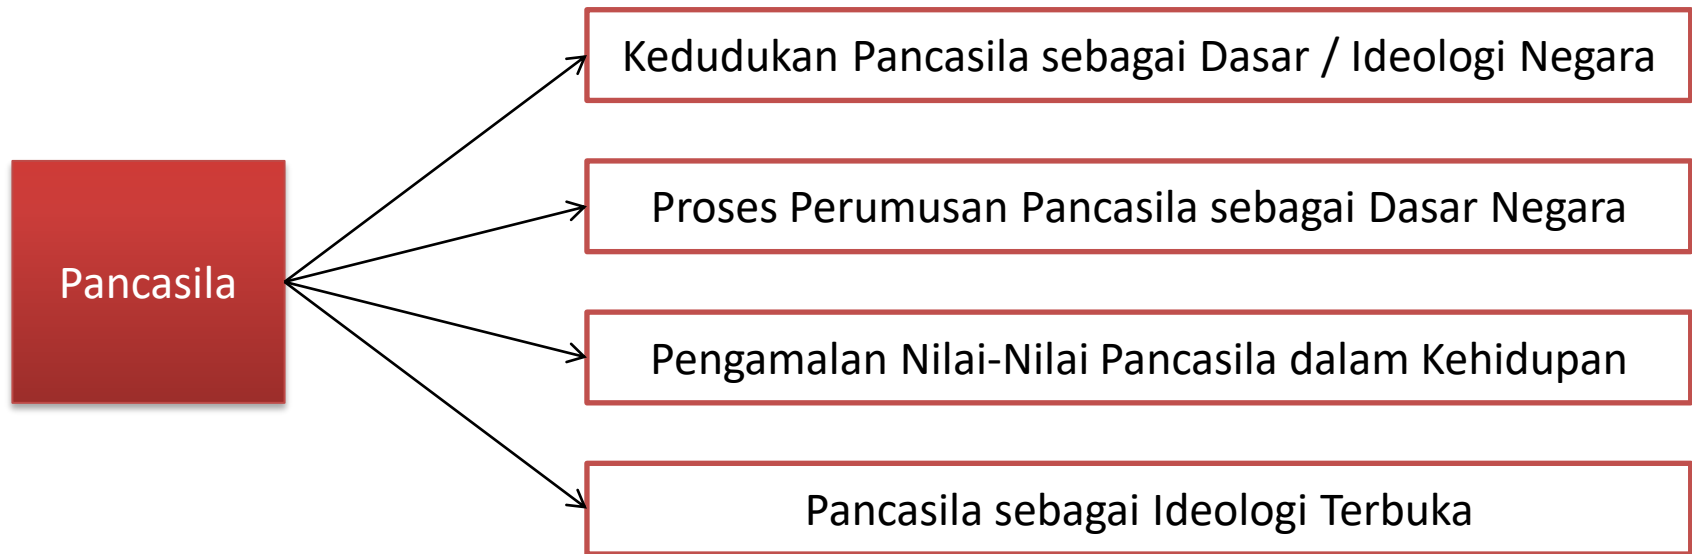 Kedudukan Pancasila sebagai Dasar / Ideologi Negara
Proses Perumusan Pancasila sebagai Dasar Negara
Pancasila
Pengamalan Nilai-Nilai Pancasila dalam Kehidupan
Pancasila sebagai Ideologi Terbuka